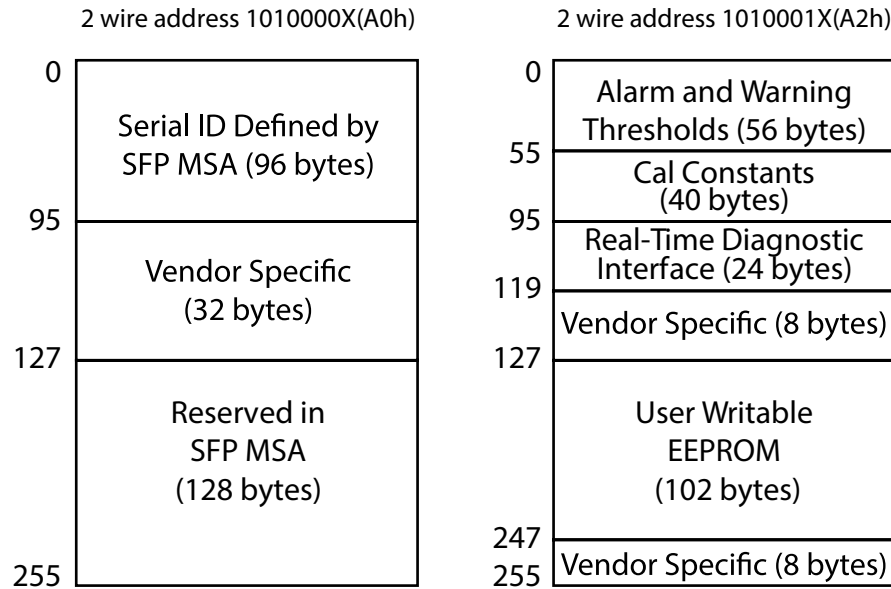 2 wire address 1010000X(A0h)
0
Serial ID Defined by
SFP MSA (96 bytes)
95
Vendor Specific
(32 bytes)
127
Reserved in
SFP MSA
(128 bytes)
255
2 wire address 1010001X(A2h)
0
Alarm and Warning
Thresholds (56 bytes)
55
Cal Constants
(40 bytes)
95
Real-Time Diagnostic
Interface (24 bytes)
119
Vendor Specific (8 bytes)
127
User Writable
EEPROM
(102 bytes)
247
Vendor Specific (8 bytes)
255